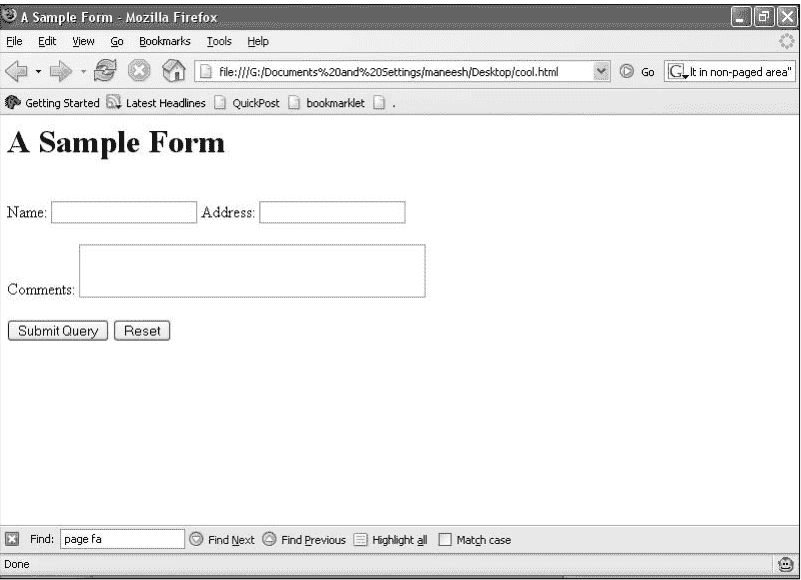 A Sample Form - Mozilla Firefox
File Edit View Go Bookmarks Tools Help
file:///G:/Documents%20and%20Settings/maneesh/Desktop/cool.html Go G lt in non-paged area"
Getting Started Latest Headlines QuickPost bookmarklet .
A Sample Form
Name: Address:
Comments:
Submit Query Reset
Find: page fa Find Next Find Previous Highlight all Match case
Done